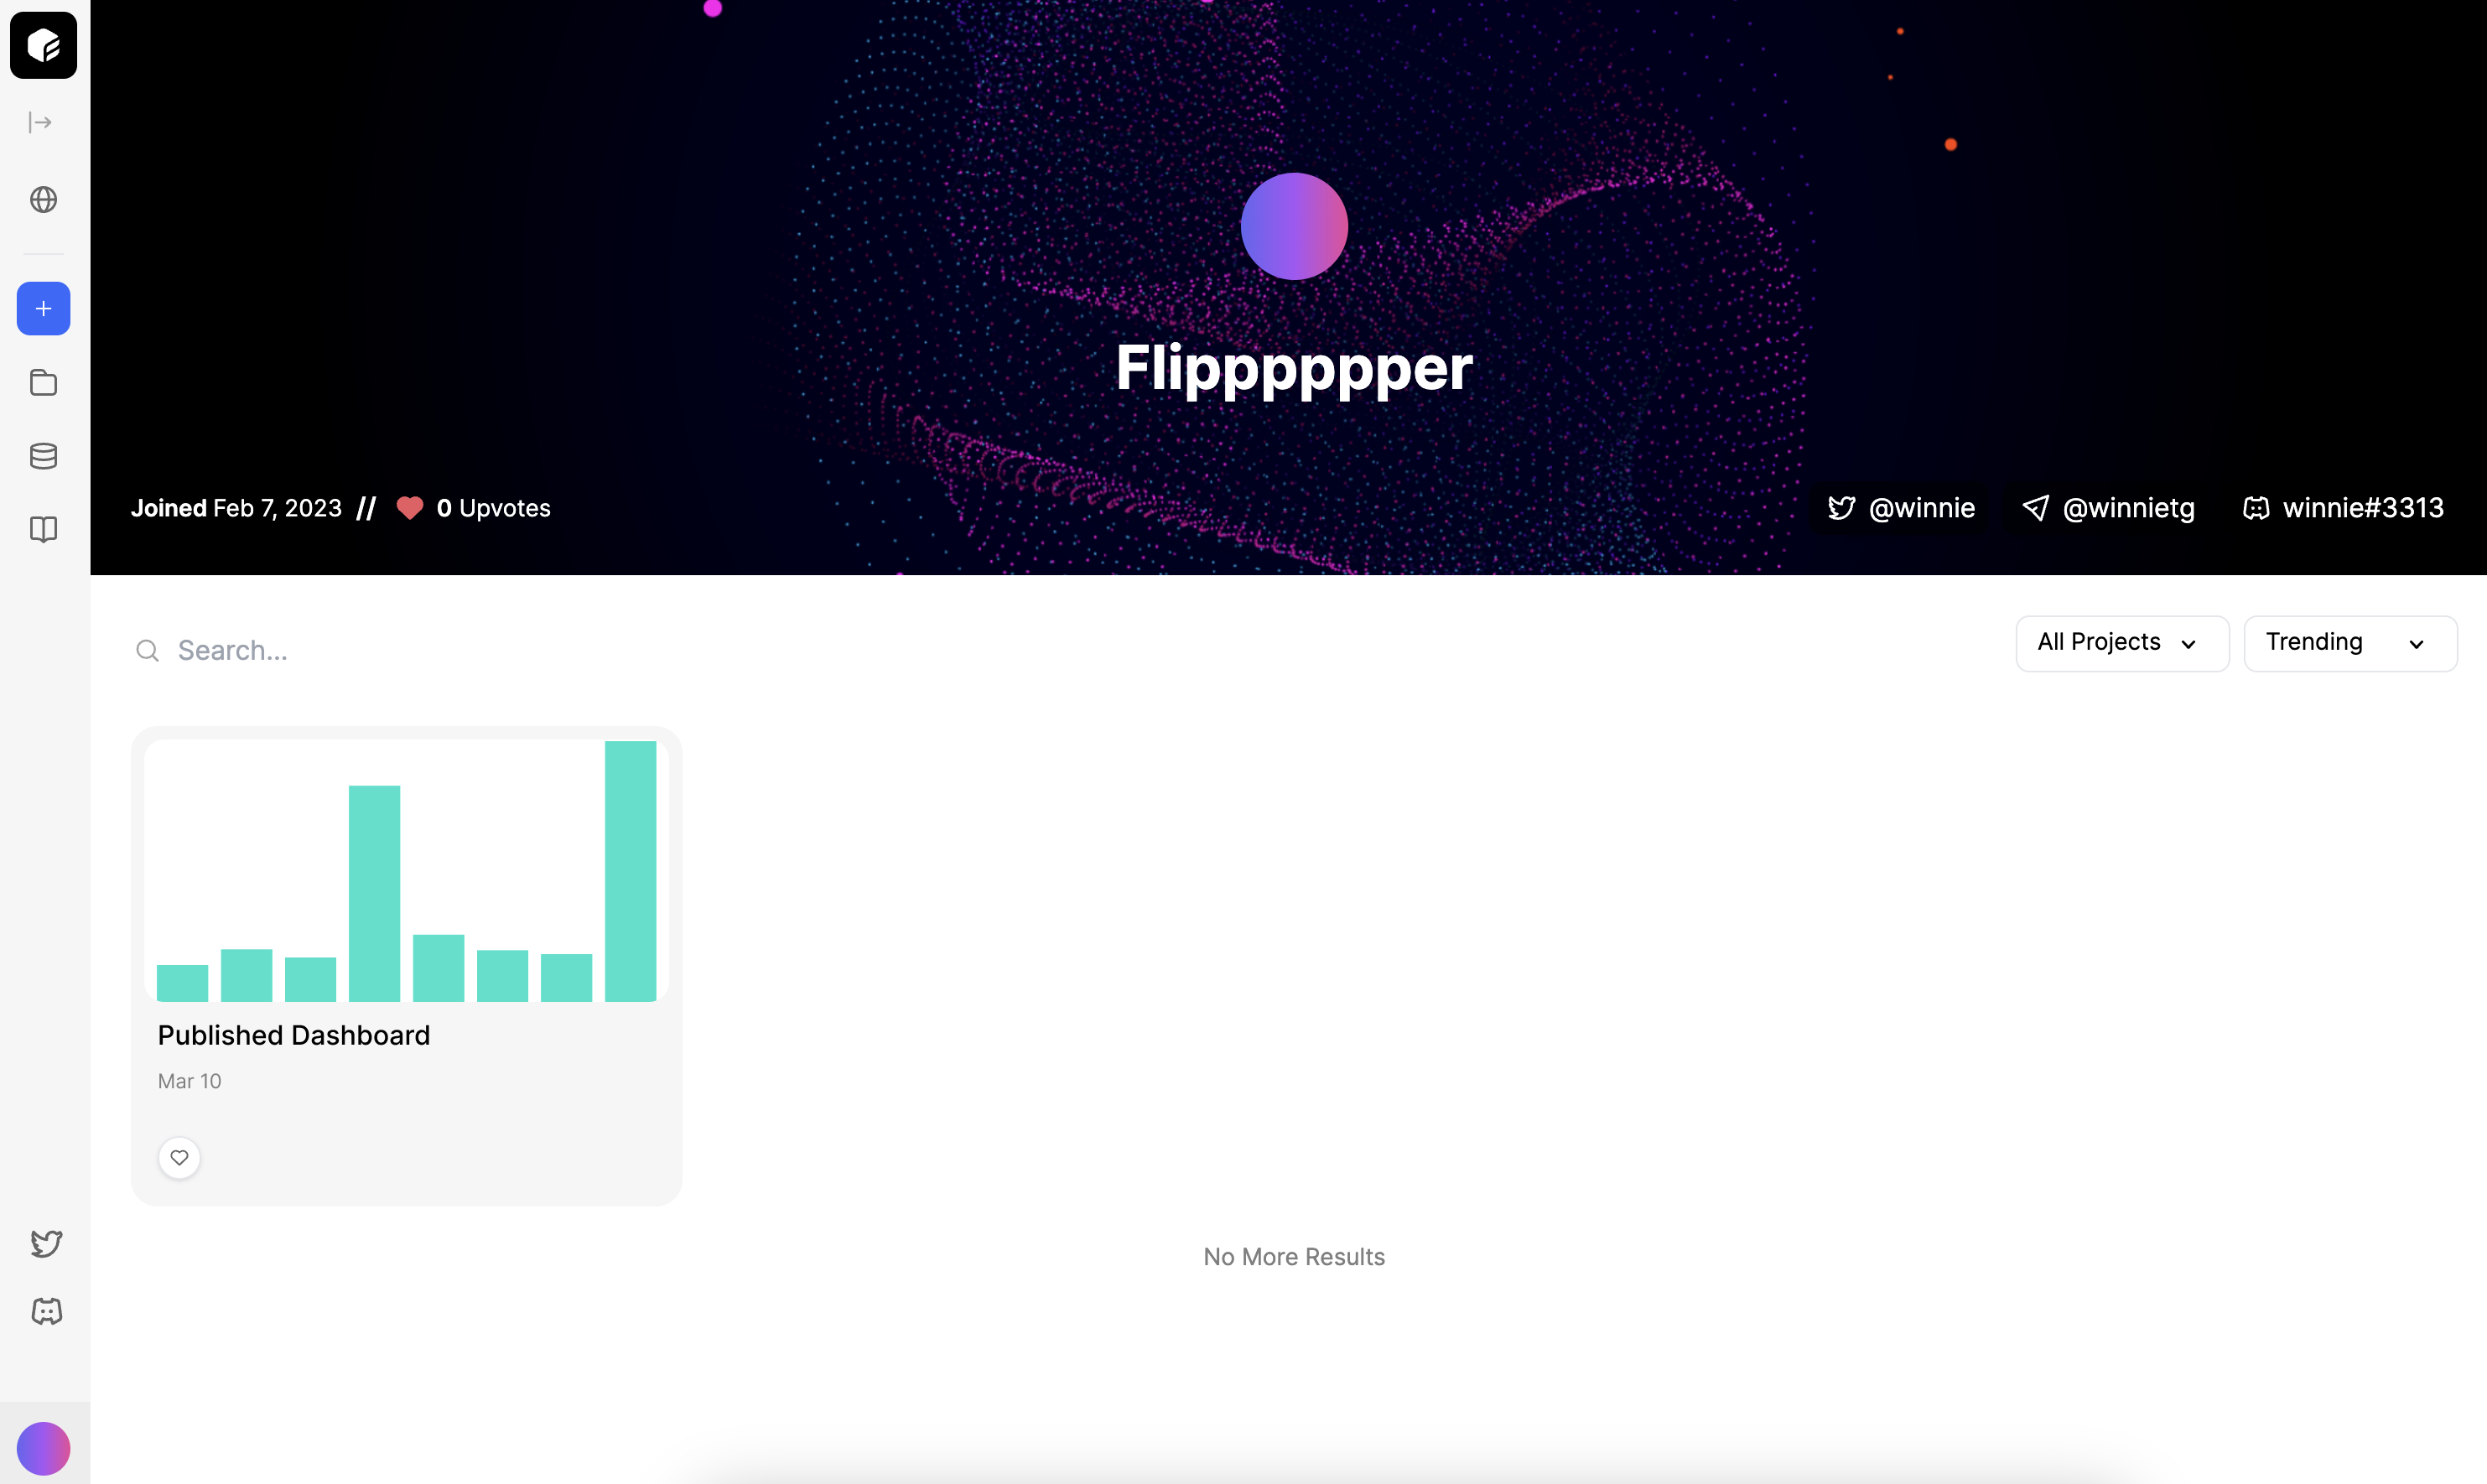 Flipppppper
Joined Feb 7, 2023 // 0 Upvotes
@winnie @winnietg winnie#3313
Search...
All Projects
Trending
Published Dashboard
Mar 10
No More Results